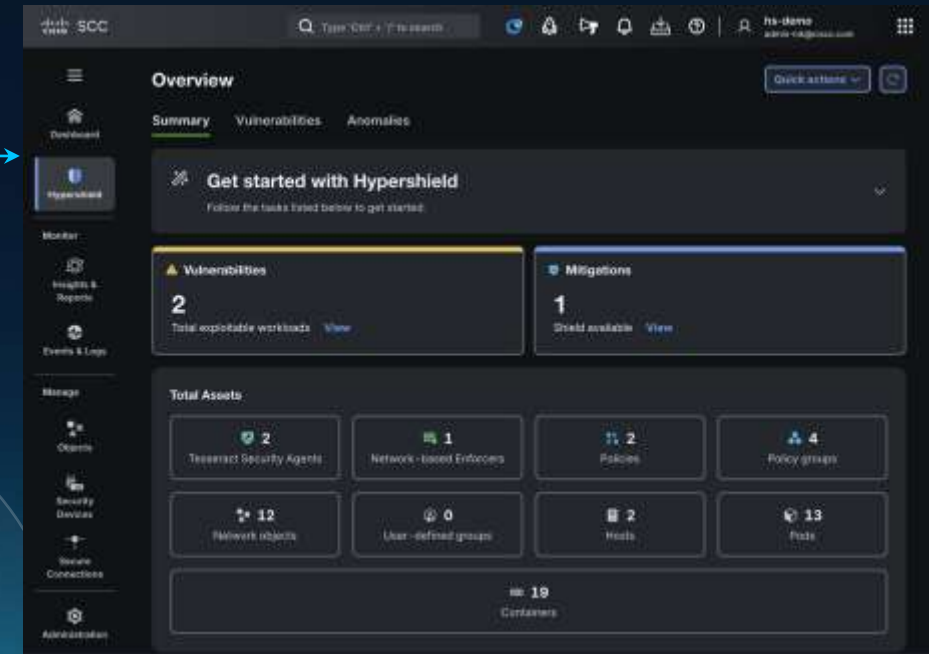 SCC
Type 'Ctrl' + '/' to search
hs-demo
Overview
Quick actions
Summary Vulnerabilities Anomalies
Dashboard
Hypershield
Get started with Hypershield
Follow the tasks listed below to get started.
Monitor
Insights &
Reports
Events & Logs
Vulnerabilities
2
Total exploitable workloads View
Mitigations
1
Shield available View
Manage
Objects
Security
Devices
Secure
Connections
Administration
Total Assets
2
Tesseract Security Agents
1
Network-based Enforcers
2
Policies
4
Policy groups
12
Network objects
0
User-defined groups
2
Hosts
13
Pods
19
Containers